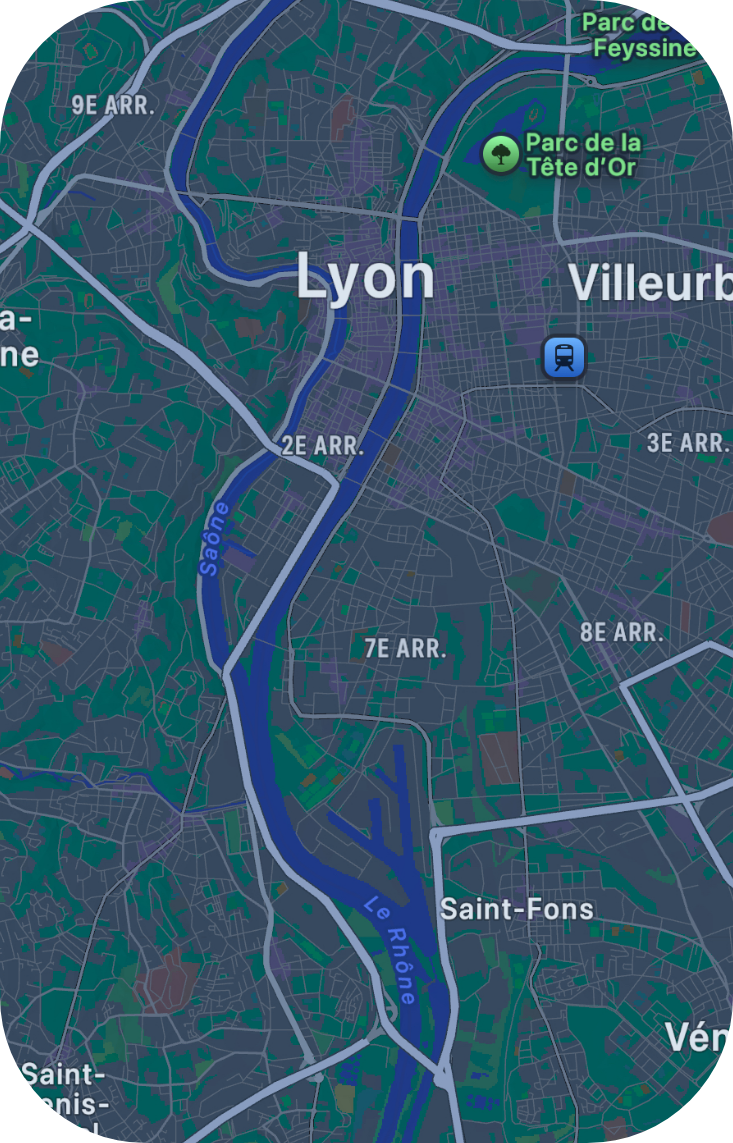 Parc de
Feyssine
9E ARR.
Parc de la
Tête d'Or
Lyon
Villeurb
a-
ne
2E ARR.
3E ARR.
Saône
7E ARR.
8E ARR.
Saint-Fons
Le Rhône
Vén
Saint-
enis-